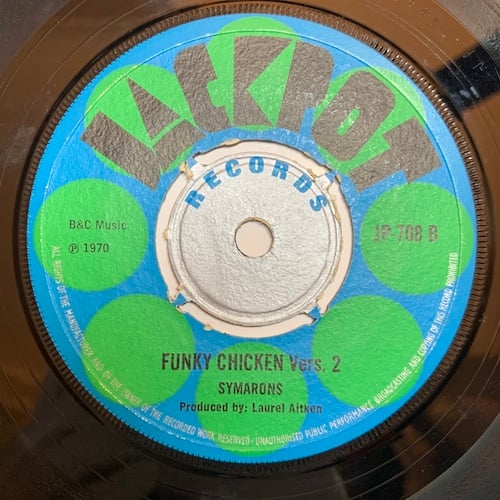 JACKPOT
RECORDS
B&C Music
℗ 1970
JP-708 B
FUNKY CHICKEN Vers. 2
SYMARONS
Produced by: Laurel Aitken
ALL RIGHTS OF THE MANUFACTURER AND OF THE OWNER OF THE RECORDED WORK RESERVED · UNAUTHORISED PUBLIC PERFORMANCE BROADCASTING AND COPYING OF THIS RECORD PROHIBITED